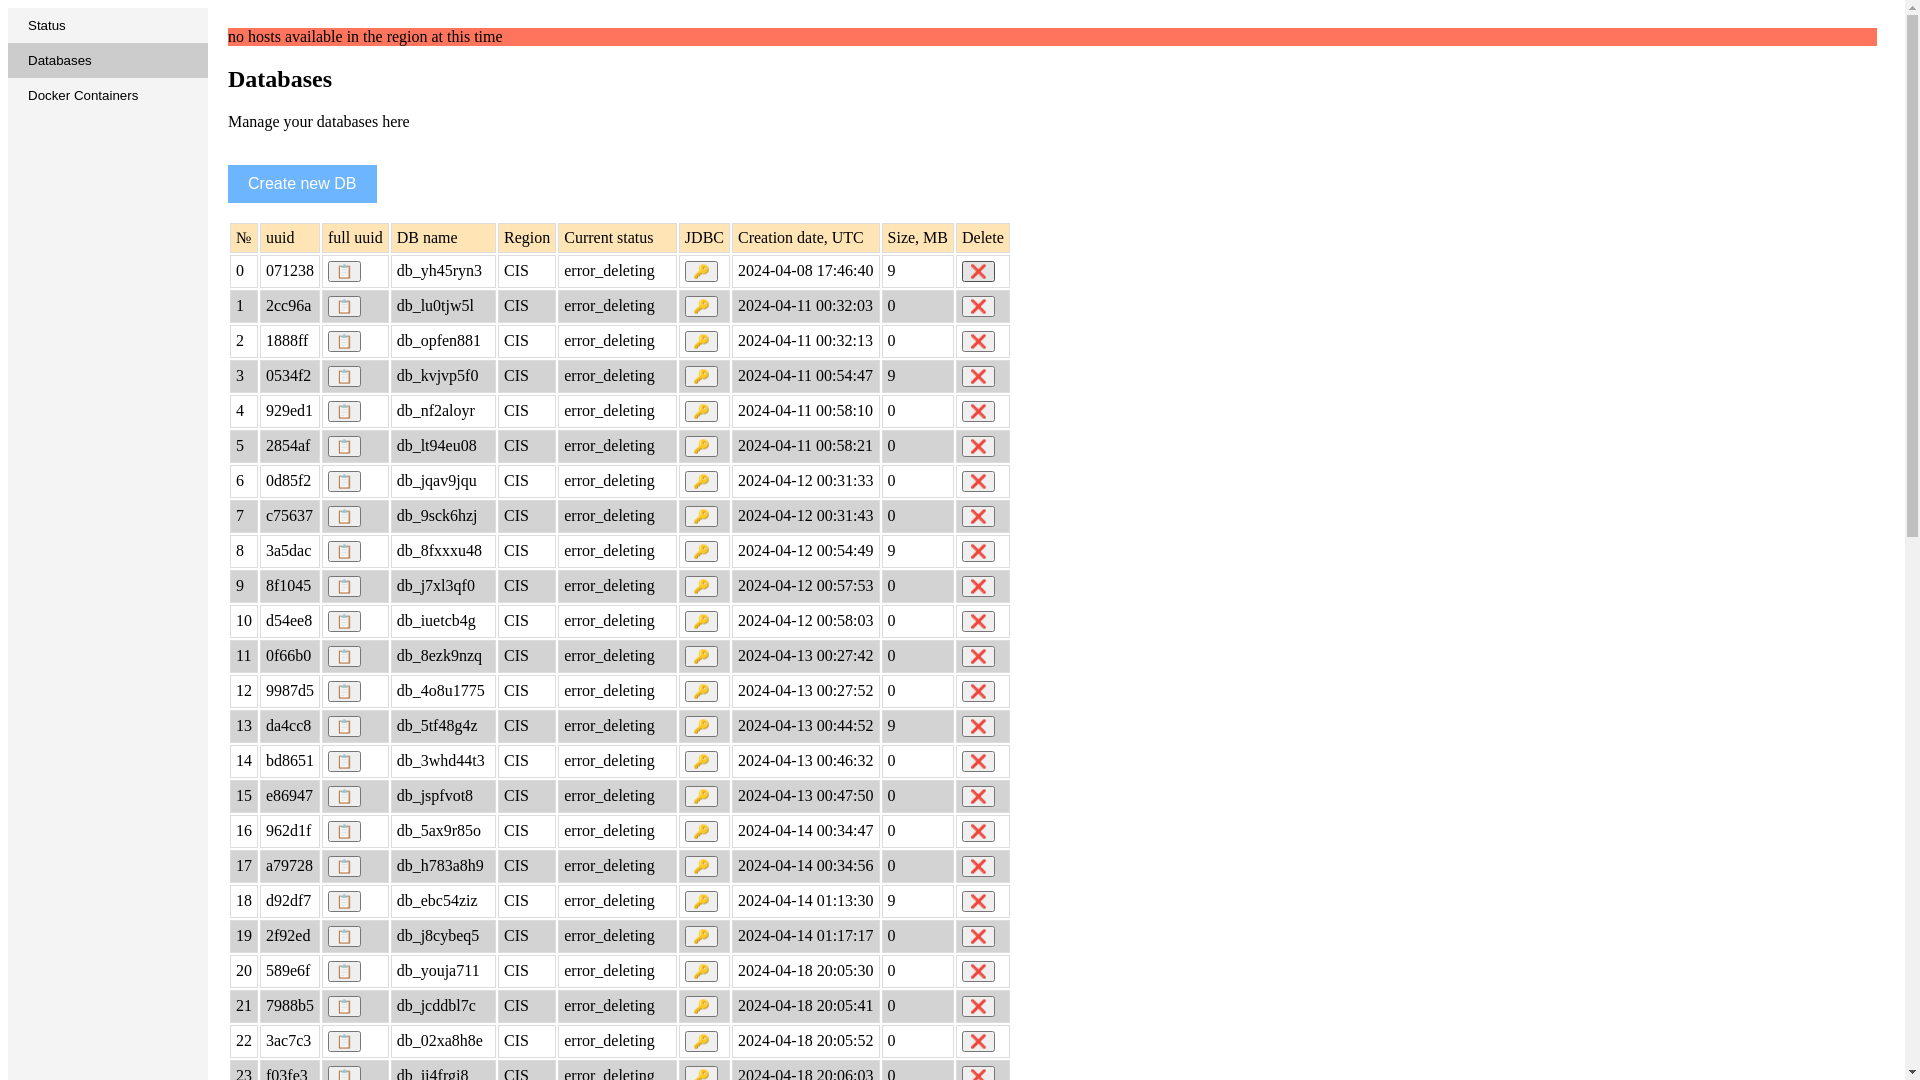 Status
Databases
Docker Containers
no hosts available in the region at this time
Databases
Manage your databases here
Create new DB
№ uuid full uuid DB name Region Current status JDBC Creation date, UTC Size, MB Delete
0 071238 db_yh45ryn3 CIS error_deleting 2024-04-08 17:46:40 9
1 2cc96a db_lu0tjw5l CIS error_deleting 2024-04-11 00:32:03 0
2 1888ff db_opfen881 CIS error_deleting 2024-04-11 00:32:13 0
3 0534f2 db_kvjvp5f0 CIS error_deleting 2024-04-11 00:54:47 9
4 929ed1 db_nf2aloyr CIS error_deleting 2024-04-11 00:58:10 0
5 2854af db_lt94eu08 CIS error_deleting 2024-04-11 00:58:21 0
6 0d85f2 db_jqav9jqu CIS error_deleting 2024-04-12 00:31:33 0
7 c75637 db_9sck6hzj CIS error_deleting 2024-04-12 00:31:43 0
8 3a5dac db_8fxxxu48 CIS error_deleting 2024-04-12 00:54:49 9
9 8f1045 db_j7xl3qf0 CIS error_deleting 2024-04-12 00:57:53 0
10 d54ee8 db_iuetcb4g CIS error_deleting 2024-04-12 00:58:03 0
11 0f66b0 db_8ezk9nzq CIS error_deleting 2024-04-13 00:27:42 0
12 9987d5 db_4o8u1775 CIS error_deleting 2024-04-13 00:27:52 0
13 da4cc8 db_5tf48g4z CIS error_deleting 2024-04-13 00:44:52 9
14 bd8651 db_3whd44t3 CIS error_deleting 2024-04-13 00:46:32 0
15 e86947 db_jspfvot8 CIS error_deleting 2024-04-13 00:47:50 0
16 962d1f db_5ax9r85o CIS error_deleting 2024-04-14 00:34:47 0
17 a79728 db_h783a8h9 CIS error_deleting 2024-04-14 00:34:56 0
18 d92df7 db_ebc54ziz CIS error_deleting 2024-04-14 01:13:30 9
19 2f92ed db_j8cybeq5 CIS error_deleting 2024-04-14 01:17:17 0
20 589e6f db_youja711 CIS error_deleting 2024-04-18 20:05:30 0
21 7988b5 db_jcddbl7c CIS error_deleting 2024-04-18 20:05:41 0
22 3ac7c3 db_02xa8h8e CIS error_deleting 2024-04-18 20:05:52 0
23 f03fe3 CIS error_deleting 2024-04-18 20:06:03 0